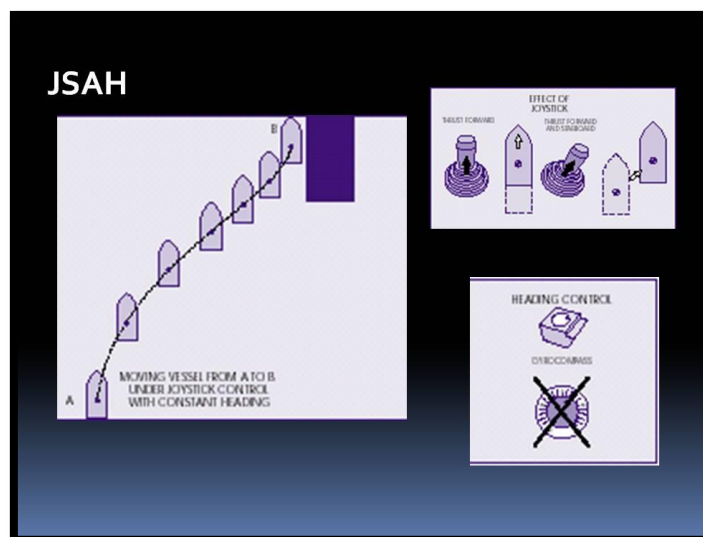 JSAH
B
A
MOVING VESSEL FROM A TO B
UNDER JOYSTICK CONTROL
WITH CONSTANT HEADING
EFFECT OF
JOYSTICK
THRUST FORWARD
THRUST FORWARD
AND STARBOARD
HEADING CONTROL
GYROCOMPASS